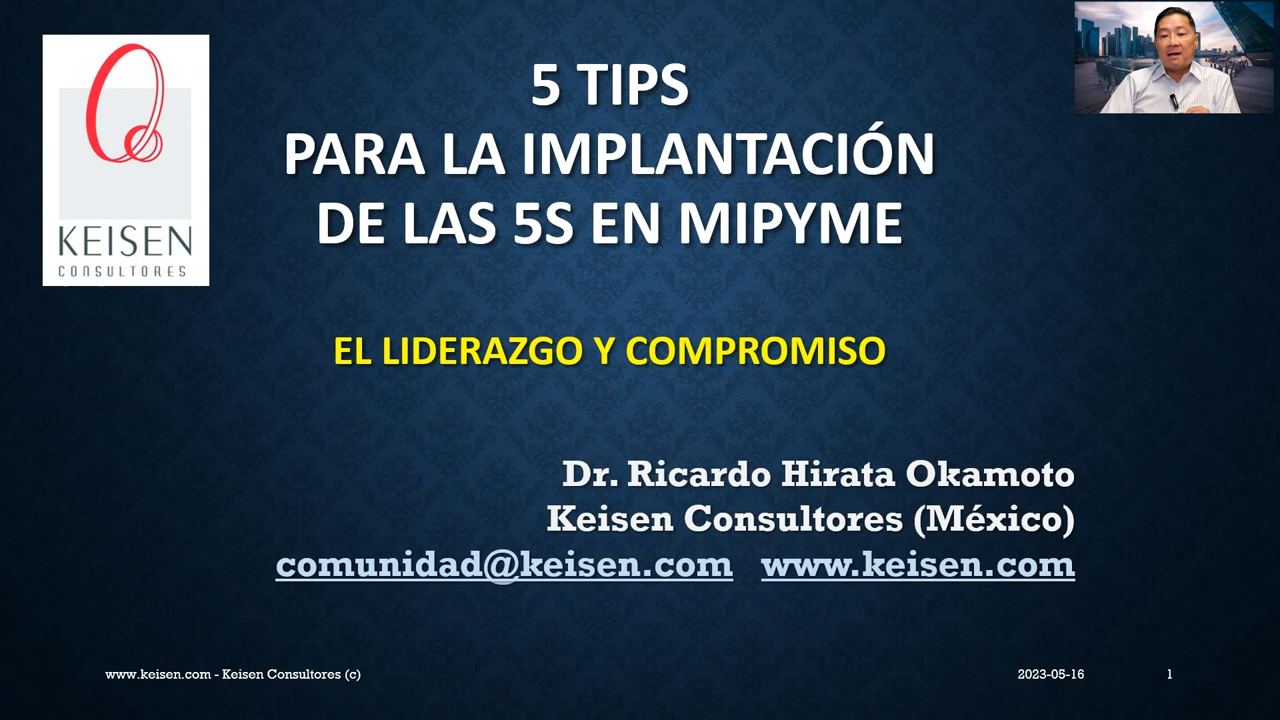 KEISEN
CONSULTORES
5 TIPS
PARA LA IMPLANTACIÓN
DE LAS 5S EN MIPYME
EL LIDERAZGO Y COMPROMISO
Dr. Ricardo Hirata Okamoto
Keisen Consultores (México)
comunidad@keisen.com www.keisen.com
www.keisen.com - Keisen Consultores (c) 2023-05-16 1